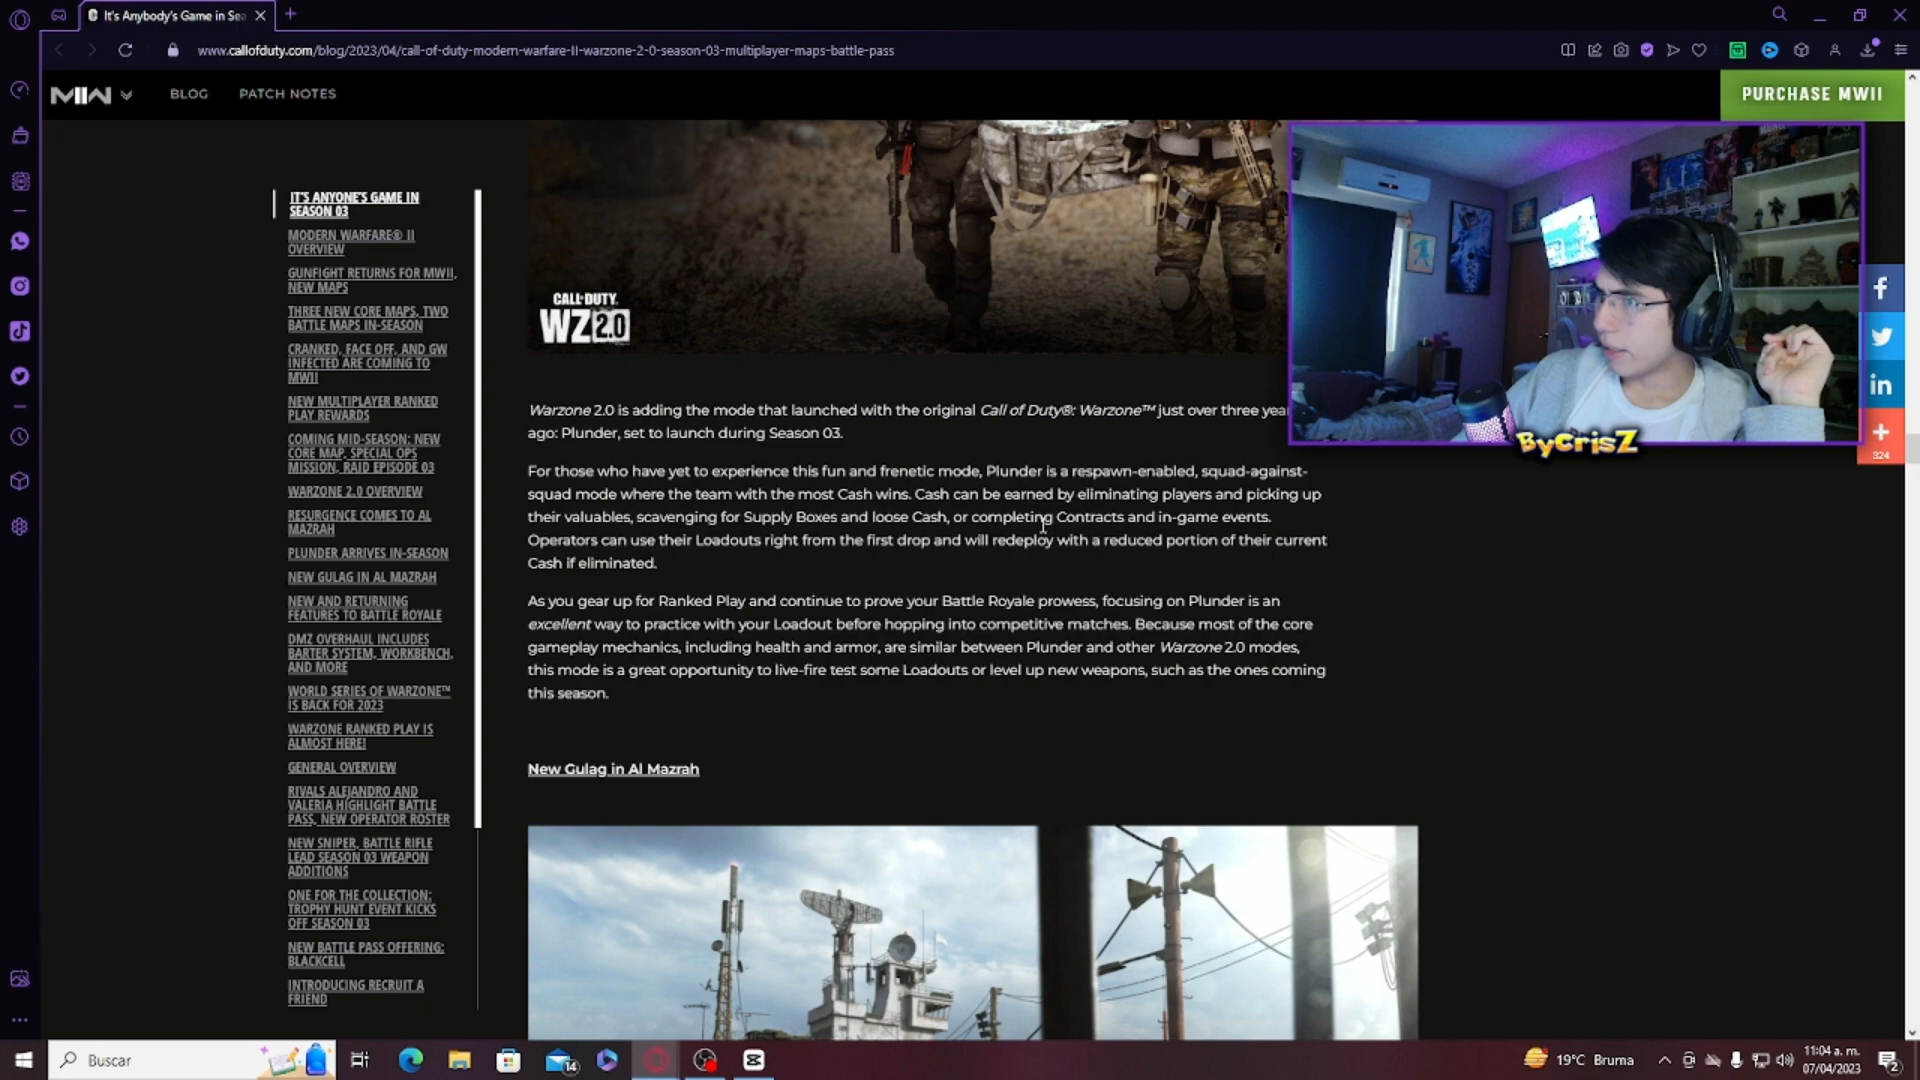 It's Anybody's Game in Sea
www.callofduty.com/blog/2023/04/call-of-duty-modern-warfare-II-warzone-2-0-season-03-multiplayer-maps-battle-pass
MWII
BLOG
PATCH NOTES
PURCHASE MWII
IT'S ANYONE'S GAME IN
SEASON 03
MODERN WARFARE® II
OVERVIEW
GUNFIGHT RETURNS FOR MWII,
NEW MAPS
THREE NEW CORE MAPS, TWO
BATTLE MAPS IN-SEASON
CRANKED, FACE OFF, AND GW
INFECTED ARE COMING TO
MWII
NEW MULTIPLAYER RANKED
PLAY REWARDS
COMING MID-SEASON: NEW
CORE MAP, SPECIAL OPS
MISSION, RAID EPISODE 03
WARZONE 2.0 OVERVIEW
RESURGENCE COMES TO AL
MAZRAH
PLUNDER ARRIVES IN-SEASON
NEW GULAG IN AL MAZRAH
NEW AND RETURNING
FEATURES TO BATTLE ROYALE
DMZ OVERHAUL INCLUDES
BARTER SYSTEM, WORKBENCH,
AND MORE
WORLD SERIES OF WARZONE™
IS BACK FOR 2023
WARZONE RANKED PLAY IS
ALMOST HERE!
GENERAL OVERVIEW
RIVALS ALEJANDRO AND
VALERIA HIGHLIGHT BATTLE
PASS, NEW OPERATOR ROSTER
NEW SNIPER, BATTLE RIFLE
LEAD SEASON 03 WEAPON
ADDITIONS
ONE FOR THE COLLECTION:
TROPHY HUNT EVENT KICKS
OFF SEASON 03
NEW BATTLE PASS OFFERING:
BLACKCELL
INTRODUCING RECRUIT A
FRIEND
CALL OF DUTY
WZ 2.0
Warzone 2.0 is adding the mode that launched with the original Call of Duty®: Warzone™ just over three yea
ago: Plunder, set to launch during Season 03.
For those who have yet to experience this fun and frenetic mode, Plunder is a respawn-enabled, squad-against-
squad mode where the team with the most Cash wins. Cash can be earned by eliminating players and picking up
their valuables, scavenging for Supply Boxes and loose Cash, or completing Contracts and in-game events.
Operators can use their Loadouts right from the first drop and will redeploy with a reduced portion of their current
Cash if eliminated.
As you gear up for Ranked Play and continue to prove your Battle Royale prowess, focusing on Plunder is an
excellent way to practice with your Loadout before hopping into competitive matches. Because most of the core
gameplay mechanics, including health and armor, are similar between Plunder and other Warzone 2.0 modes,
this mode is a great opportunity to live-fire test some Loadouts or level up new weapons, such as the ones coming
this season.
New Gulag in Al Mazrah
ByCrisZ
324
Buscar
14
19°C Bruma
11:04 a. m.
07/04/2023
2